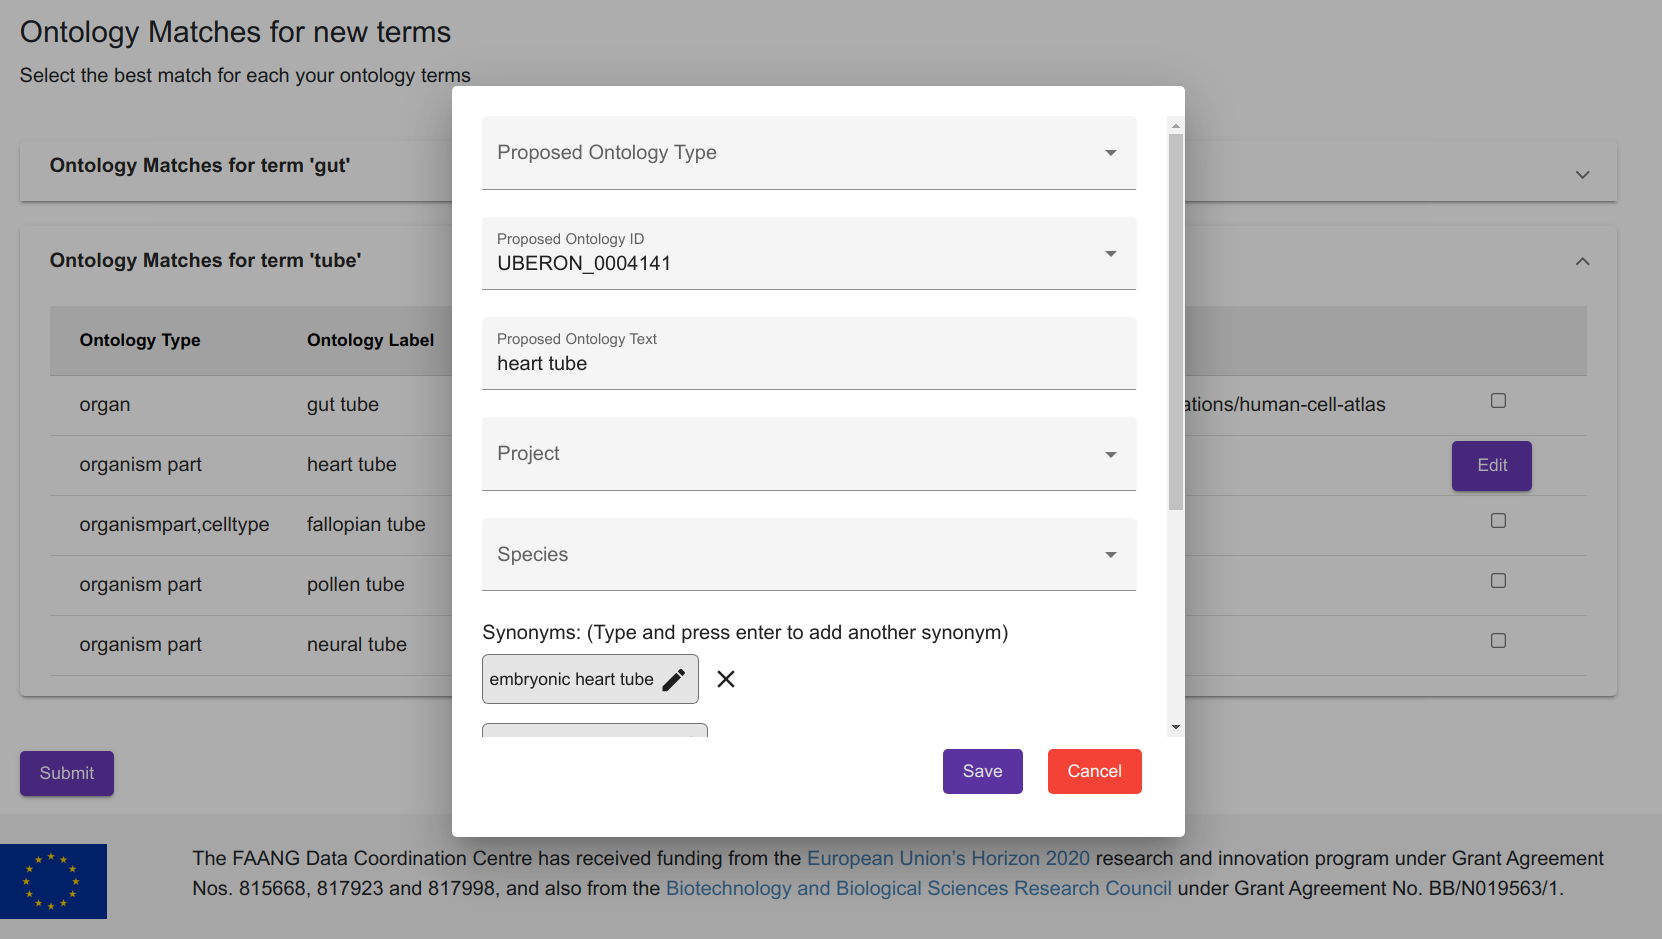 Ontology Matches for new terms
Select the best match for each your ontology terms
Ontology Matches for term 'gut'
Ontology Matches for term 'tube'
Ontology Type Ontology Label
organ gut tube ations/human-cell-atlas
organism part heart tube Edit
organismpart,celltype fallopian tube
organism part pollen tube
organism part neural tube
Submit
Proposed Ontology Type
Proposed Ontology ID
UBERON_0004141
Proposed Ontology Text
heart tube
Project
Species
Synonyms: (Type and press enter to add another synonym)
embryonic heart tube
Save Cancel
The FAANG Data Coordination Centre has received funding from the European Union's Horizon 2020 research and innovation program under Grant Agreement
Nos. 815668, 817923 and 817998, and also from the Biotechnology and Biological Sciences Research Council under Grant Agreement No. BB/N019563/1.